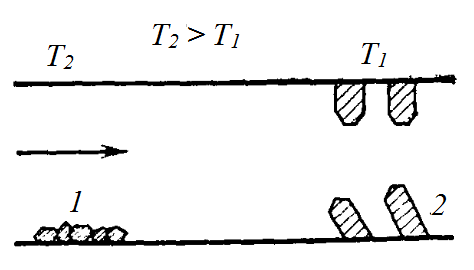 T₂ T₂ > T₁ T₁
1 2